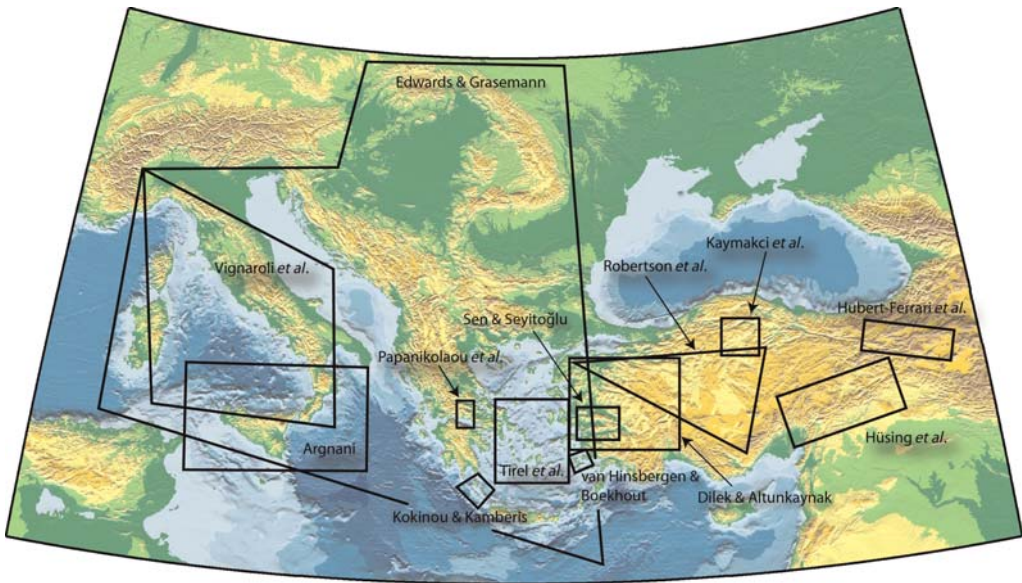 Edwards & Grasemann
Kaymakci et al.
Vignaroli et al.
Robertson et al.
Hubert-Ferrari et al.
Sen & Seyitoğlu
Papanikolaou et al.
Hüsing et al.
Argnani
Tirel et al.
van Hinsbergen &
Boekhout
Dilek & Altunkaynak
Kokinou & Kamberis